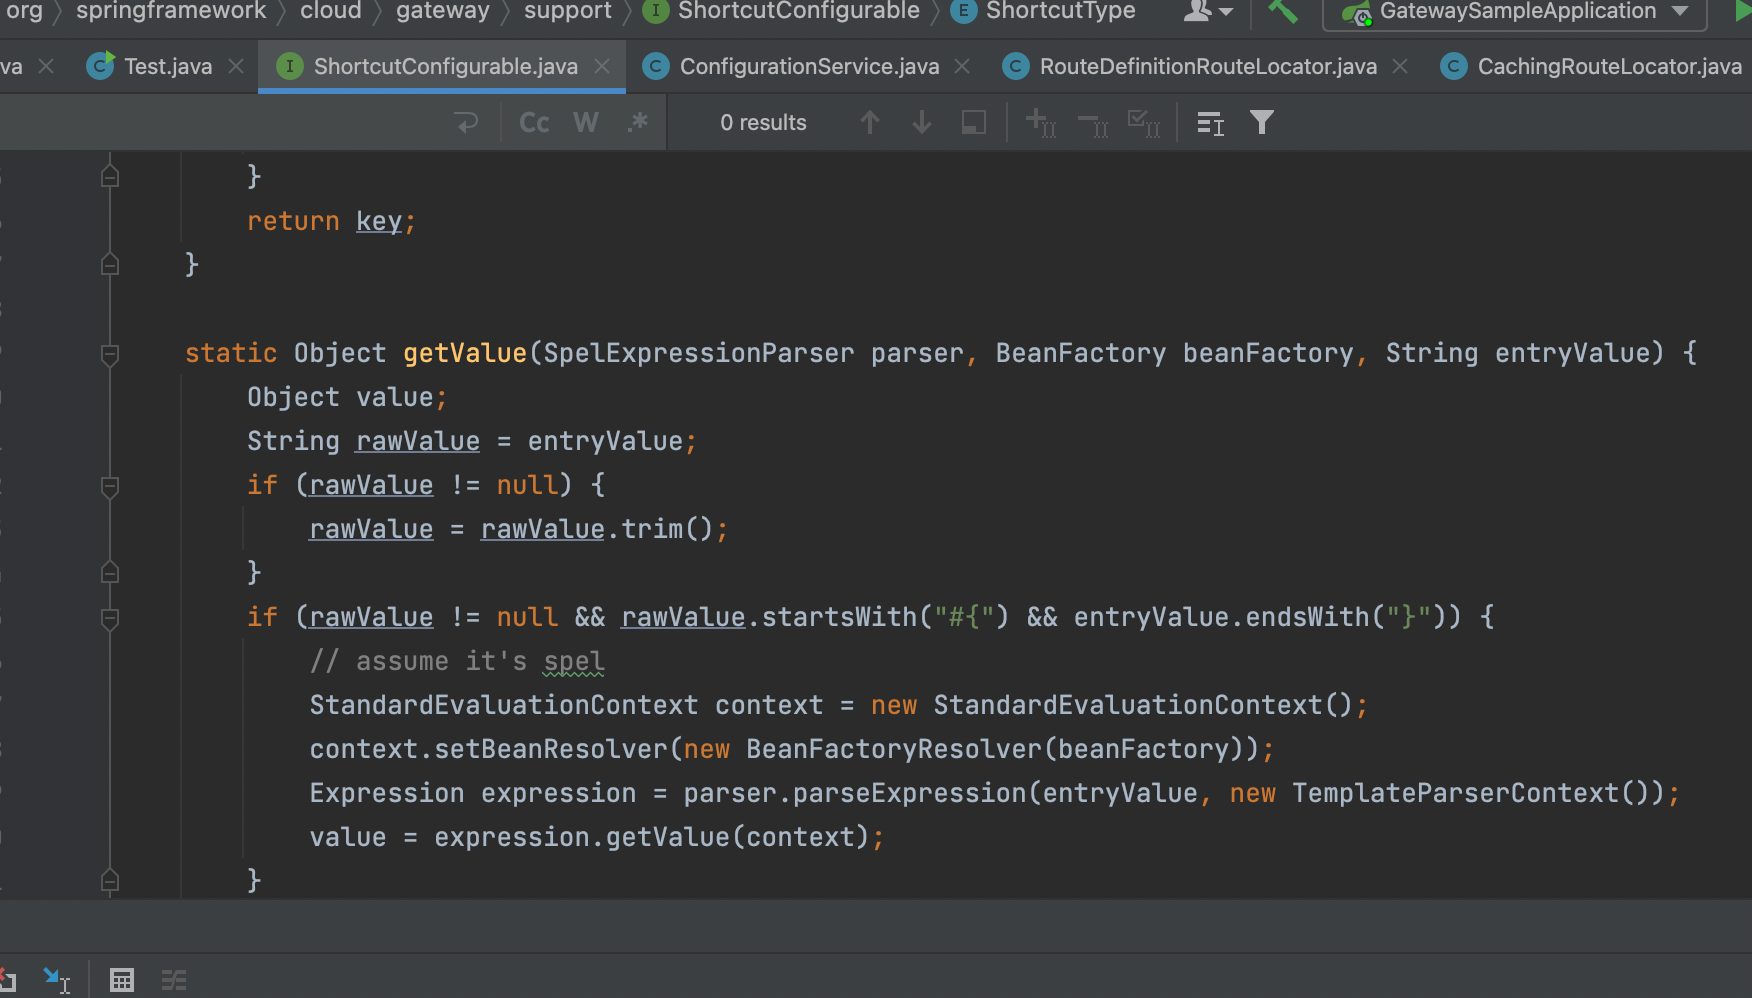 org springframework cloud gateway support I ShortcutConfigurable E ShortcutType GatewaySampleApplication
va C Test.java I ShortcutConfigurable.java C ConfigurationService.java C RouteDefinitionRouteLocator.java C CachingRouteLocator.java
Cc W .* 0 results
}
return key;
}
static Object getValue(SpelExpressionParser parser, BeanFactory beanFactory, String entryValue) {
Object value;
String rawValue = entryValue;
if (rawValue != null) {
rawValue = rawValue.trim();
}
if (rawValue != null && rawValue.startsWith("#{") && entryValue.endsWith("}")) {
// assume it's spel
StandardEvaluationContext context = new StandardEvaluationContext();
context.setBeanResolver(new BeanFactoryResolver(beanFactory));
Expression expression = parser.parseExpression(entryValue, new TemplateParserContext());
value = expression.getValue(context);
}